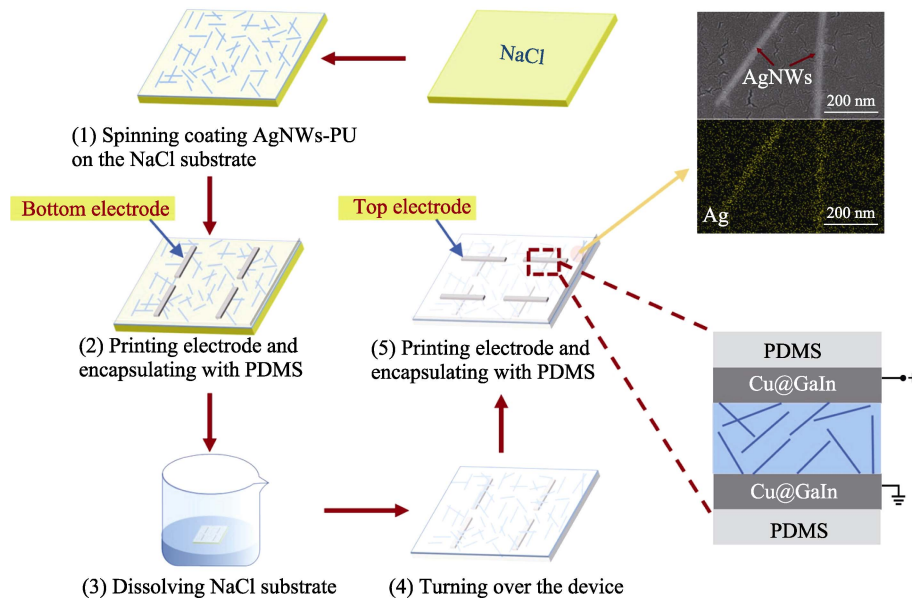 NaCl
(1) Spinning coating AgNWs-PU
on the NaCl substrate
AgNWs
200 nm
Ag
200 nm
Bottom electrode
(2) Printing electrode and
encapsulating with PDMS
Top electrode
(5) Printing electrode and
encapsulating with PDMS
PDMS
Cu@GaIn
Cu@GaIn
PDMS
(3) Dissolving NaCl substrate
(4) Turning over the device